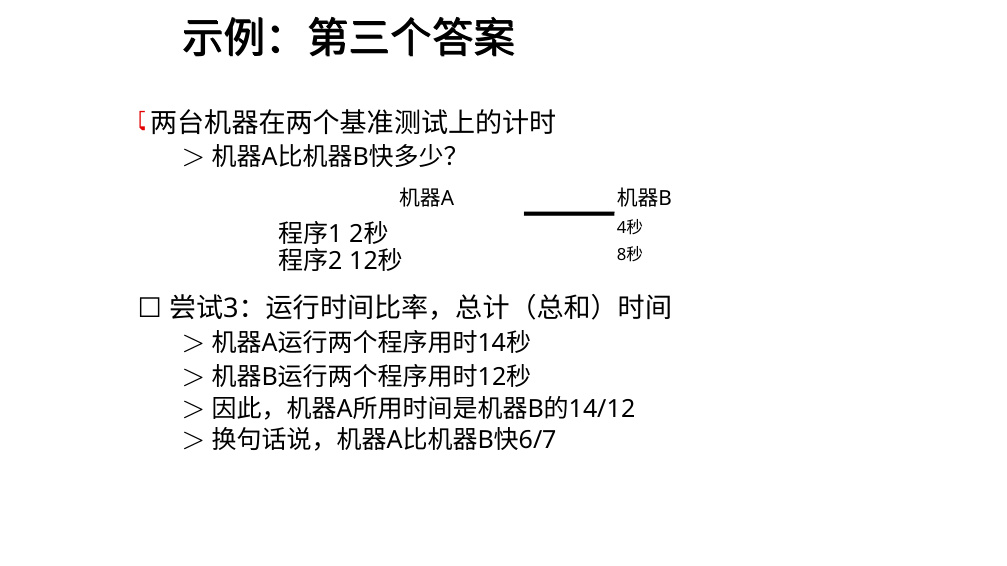 示例：第三个答案
两台机器在两个基准测试上的计时
＞ 机器A比机器B快多少？
机器A 机器B
程序1 2秒 4秒
程序2 12秒 8秒
□ 尝试3：运行时间比率，总计（总和）时间
＞ 机器A运行两个程序用时14秒
＞ 机器B运行两个程序用时12秒
＞ 因此，机器A所用时间是机器B的14/12
＞ 换句话说，机器A比机器B快6/7